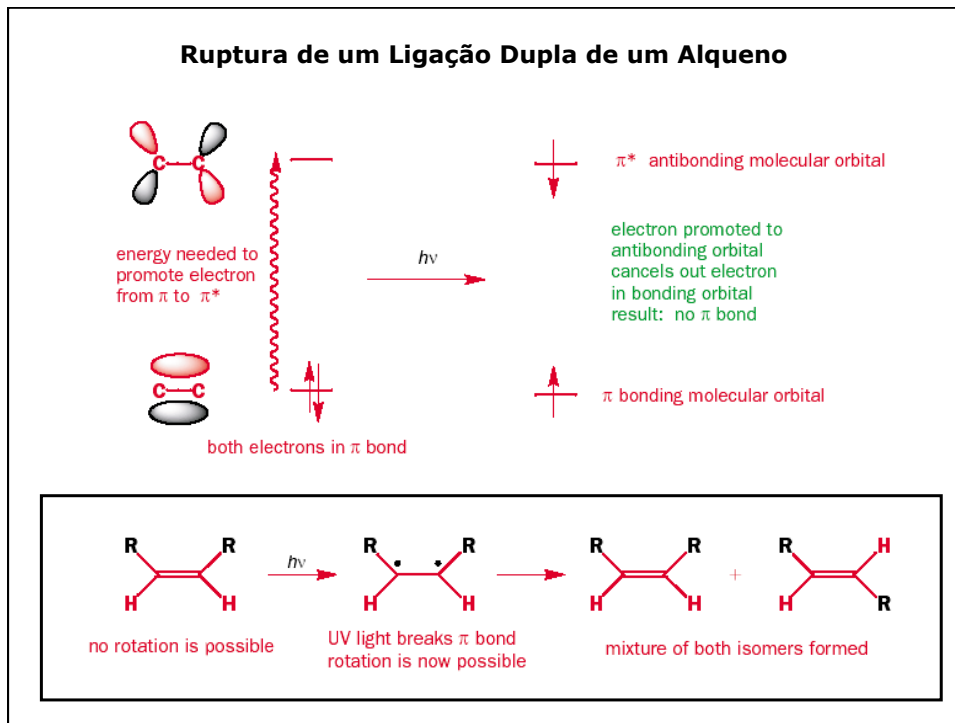 Ruptura de um Ligação Dupla de um Alqueno
C C
π* antibonding molecular orbital
energy needed to
promote electron
from π to π*
hν
electron promoted to
antibonding orbital
cancels out electron
in bonding orbital
result: no π bond
C C
π bonding molecular orbital
both electrons in π bond
R R R R R R H
hν
+
H H H H H H H R
no rotation is possible
UV light breaks π bond
rotation is now possible
mixture of both isomers formed